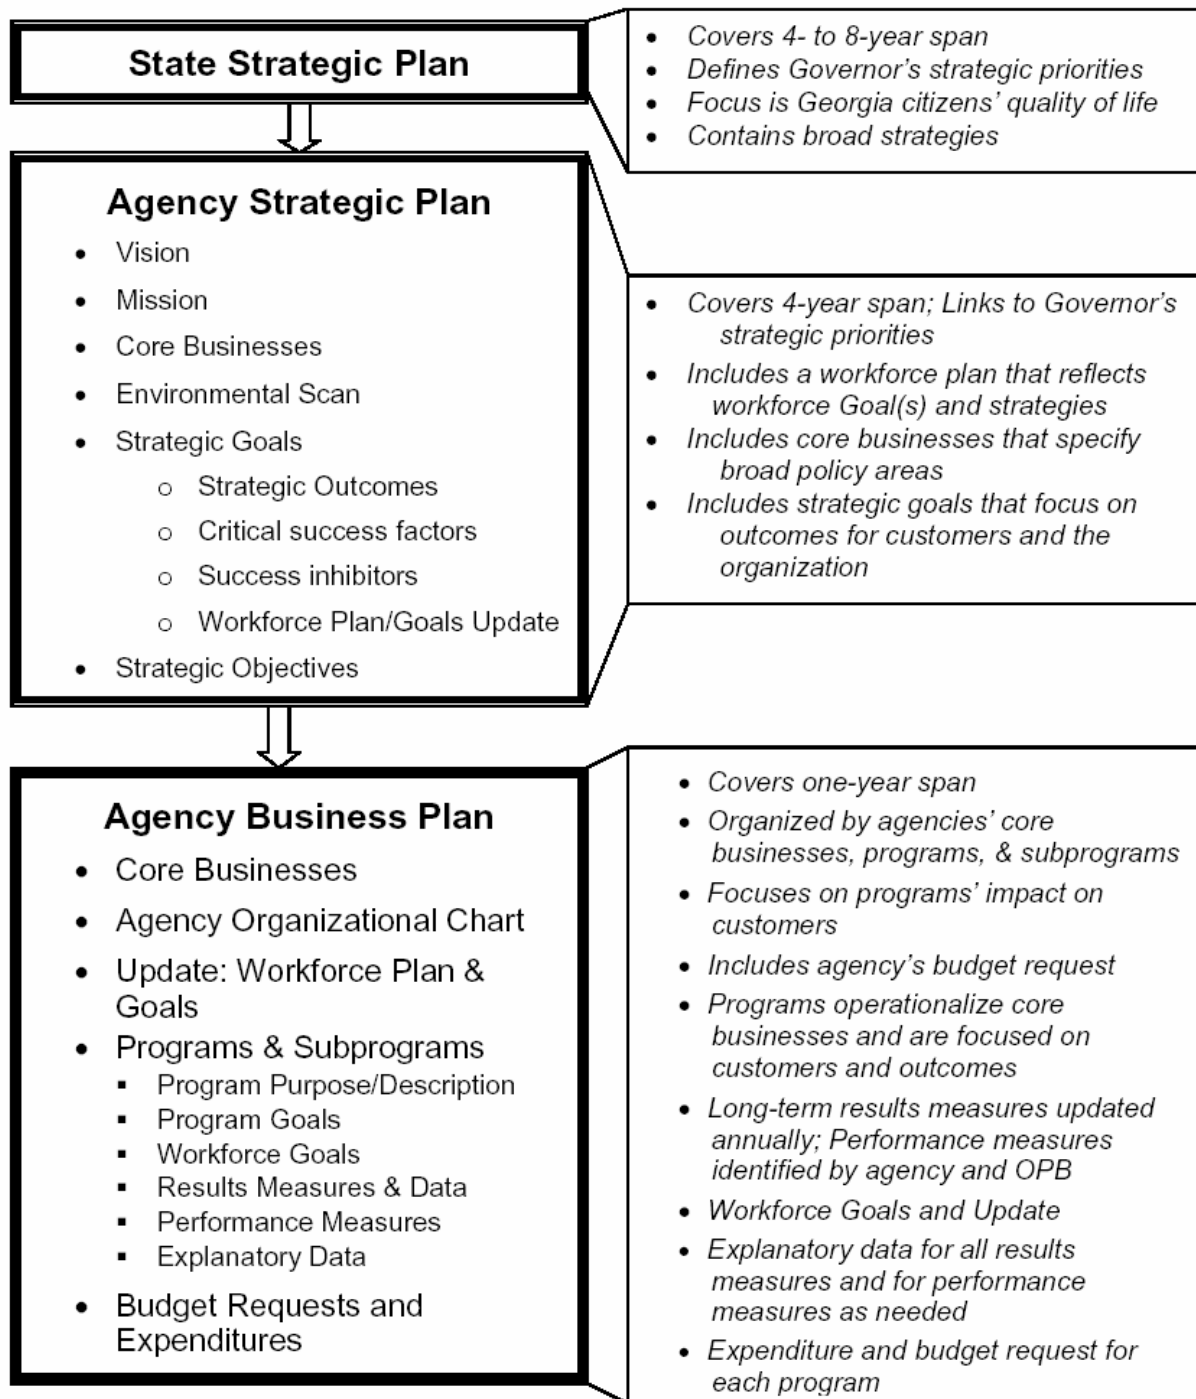 State Strategic Plan
• Covers 4- to 8-year span
• Defines Governor's strategic priorities
• Focus is Georgia citizens' quality of life
• Contains broad strategies
Agency Strategic Plan
• Vision
• Mission
• Core Businesses
• Environmental Scan
• Strategic Goals
o Strategic Outcomes
o Critical success factors
o Success inhibitors
o Workforce Plan/Goals Update
• Strategic Objectives
• Covers 4-year span; Links to Governor's
strategic priorities
• Includes a workforce plan that reflects
workforce Goal(s) and strategies
• Includes core businesses that specify
broad policy areas
• Includes strategic goals that focus on
outcomes for customers and the
organization
Agency Business Plan
• Core Businesses
• Agency Organizational Chart
• Update: Workforce Plan &
Goals
• Programs & Subprograms
▪ Program Purpose/Description
▪ Program Goals
▪ Workforce Goals
▪ Results Measures & Data
▪ Performance Measures
▪ Explanatory Data
• Budget Requests and
Expenditures
• Covers one-year span
• Organized by agencies' core
businesses, programs, & subprograms
• Focuses on programs' impact on
customers
• Includes agency's budget request
• Programs operationalize core
businesses and are focused on
customers and outcomes
• Long-term results measures updated
annually; Performance measures
identified by agency and OPB
• Workforce Goals and Update
• Explanatory data for all results
measures and for performance
measures as needed
• Expenditure and budget request for
each program